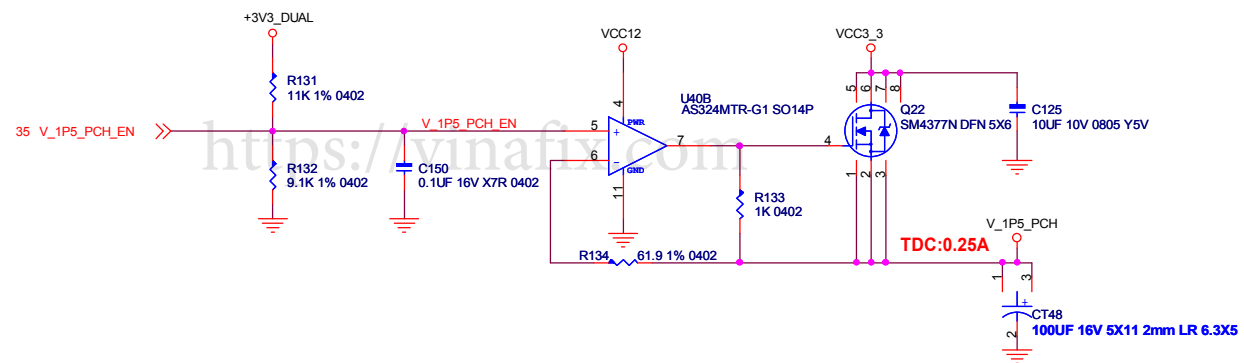 +3V3_DUAL
VCC12
VCC3_3
R131
11K 1% 0402
4
U40B
AS324MTR-G1 SO14P
5
6
7
8
Q22
SM4377N DFN 5X6
C125
10UF 10V 0805 Y5V
35 V_1P5_PCH_EN
V_1P5_PCH_EN
5
+
PWR
7
4
https://vinafix.com
R132
9.1K 1% 0402
C150
0.1UF 16V X7R 0402
6
-
GND
11
1
2
3
R133
1K 0402
V_1P5_PCH
TDC:0.25A
R134
61.9 1% 0402
1
3
+
CT48
2
100UF 16V 5X11 2mm LR 6.3X5